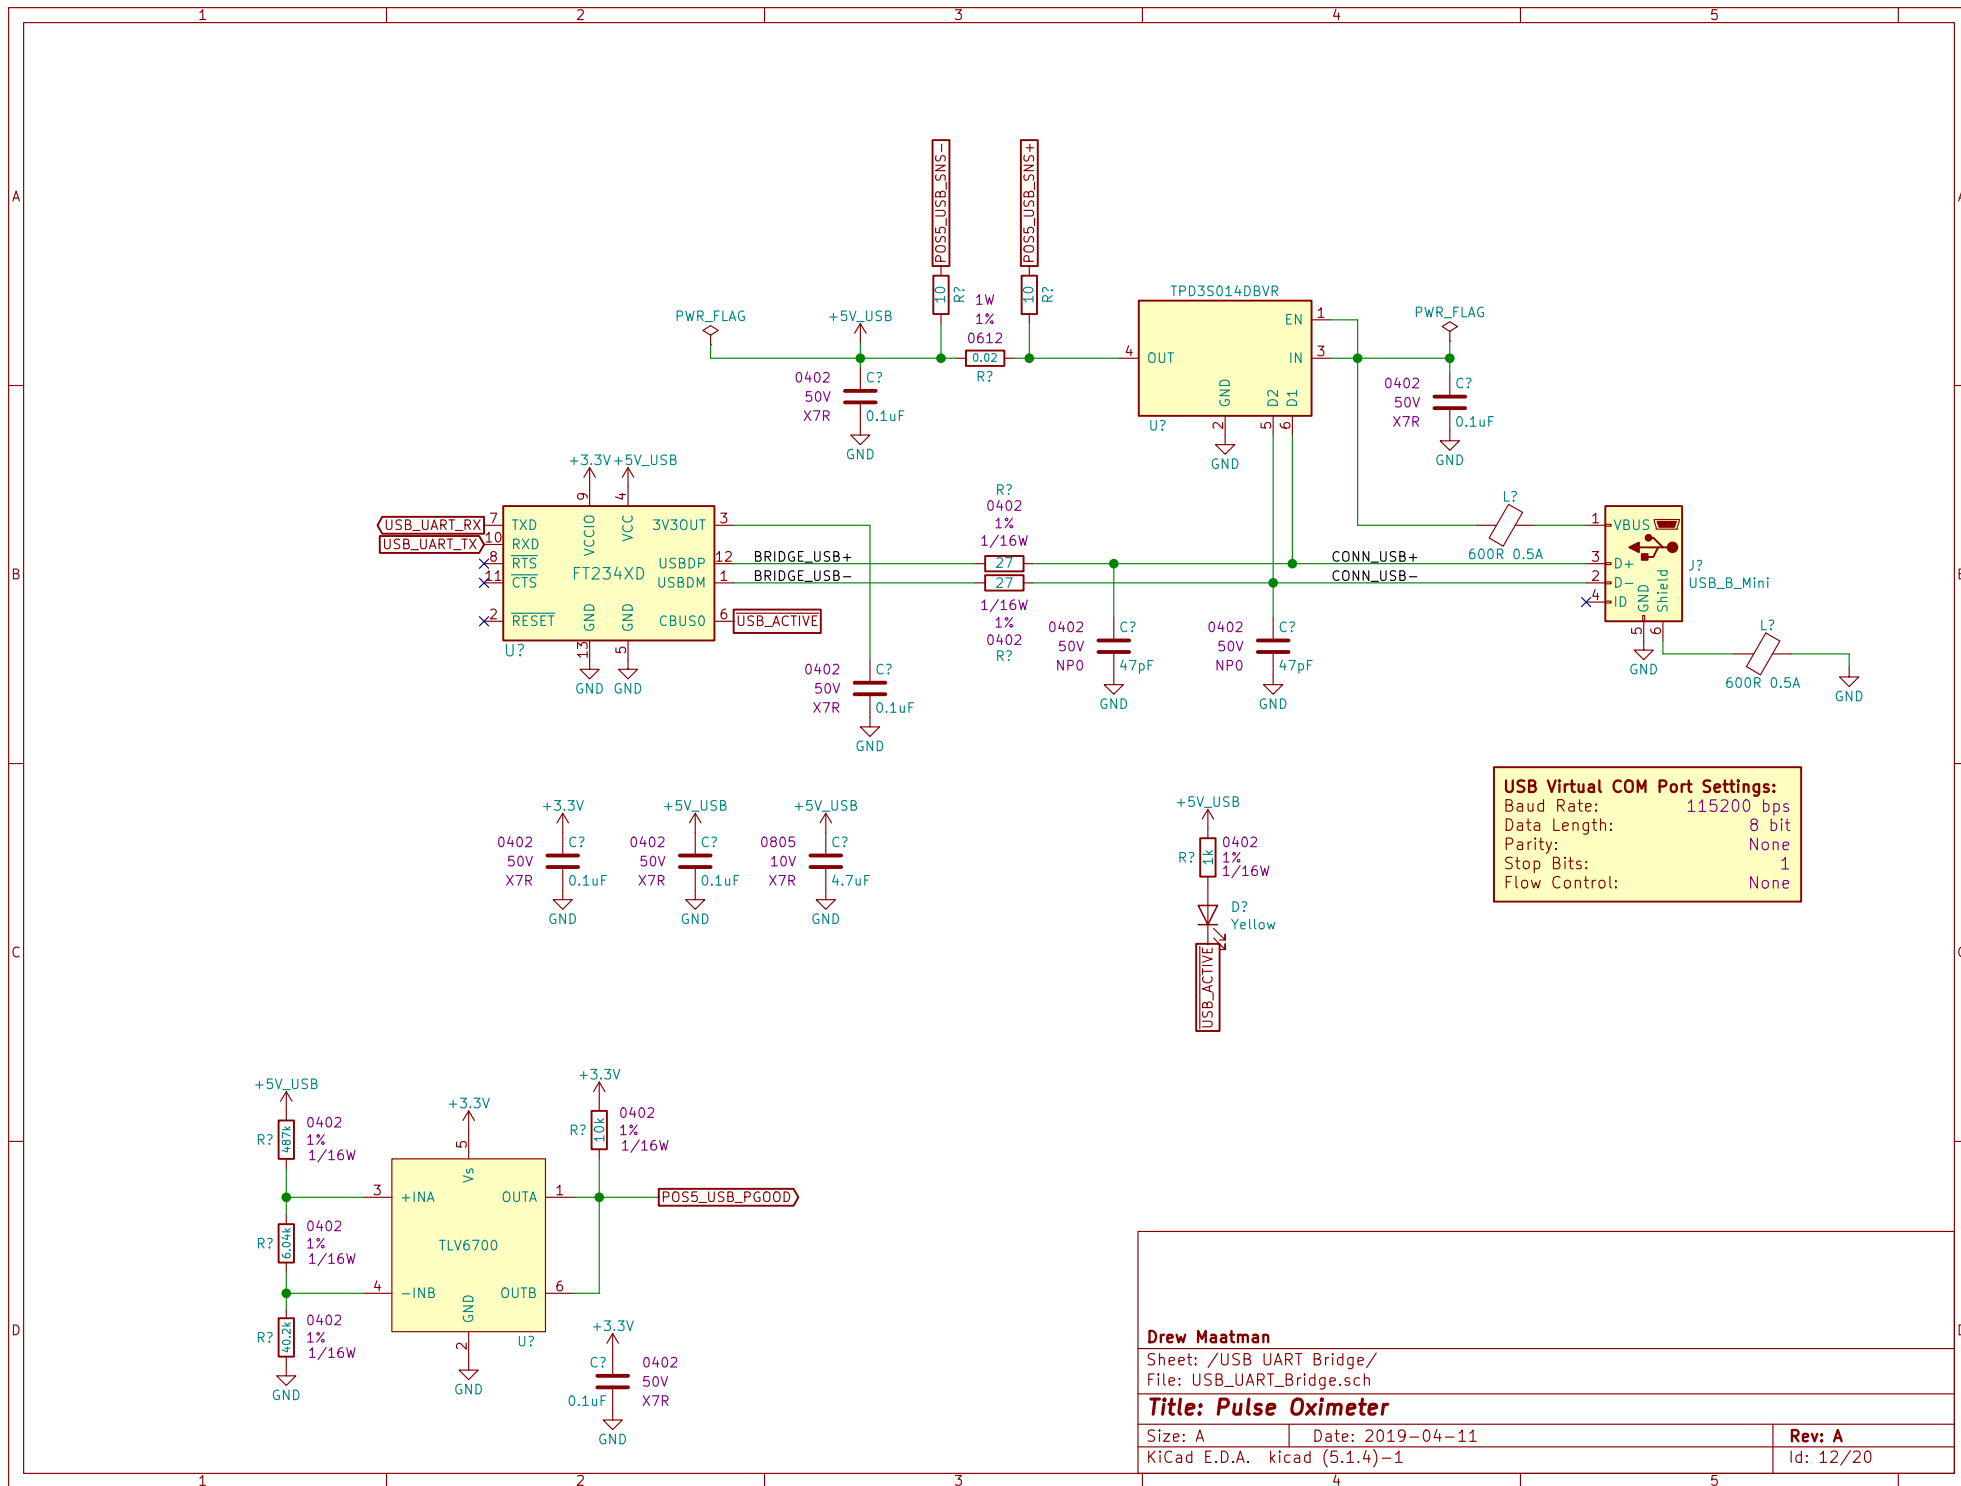 1 2 3 4 5
A
B
C
D
POS5_USB_SNS-
POS5_USB_SNS+
10
R?
10
R?
1W
1%
0612
0.02
R?
PWR_FLAG
+5V_USB
0402
50V
X7R
C?
0.1uF
GND
TPD3S014DBVR
EN 1
IN 3
4 OUT
GND
D2
D1
2
5
6
U?
GND
PWR_FLAG
0402
50V
X7R
C?
0.1uF
GND
+3.3V
+5V_USB
9
4
USB_UART_RX
USB_UART_TX
7 TXD
10 RXD
8 RTS
11 CTS
2 RESET
VCCIO
VCC
FT234XD
GND
GND
3V3OUT 3
USBDP 12
USBDM 1
CBUS0 6
USB_ACTIVE
13
5
U?
GND
GND
BRIDGE_USB+
BRIDGE_USB-
R?
0402
1%
1/16W
27
27
1/16W
1%
0402
R?
0402
50V
X7R
C?
0.1uF
GND
0402
50V
NP0
C?
47pF
GND
0402
50V
NP0
C?
47pF
GND
CONN_USB+
CONN_USB-
L?
600R 0.5A
1 VBUS
3 D+
2 D-
4 ID
GND
Shield
5
6
J?
USB_B_Mini
GND
L?
600R 0.5A
GND
+3.3V
0402
50V
X7R
C?
0.1uF
GND
+5V_USB
0402
50V
X7R
C?
0.1uF
GND
+5V_USB
0805
10V
X7R
C?
4.7uF
GND
+5V_USB
R?
1k
0402
1%
1/16W
D?
Yellow
USB_ACTIVE
USB Virtual COM Port Settings:
Baud Rate: 115200 bps
Data Length: 8 bit
Parity: None
Stop Bits: 1
Flow Control: None
+5V_USB
R?
487k
0402
1%
1/16W
R?
6.04k
0402
1%
1/16W
R?
40.2k
0402
1%
1/16W
GND
+3.3V
5
Vs
3 +INA
4 -INB
TLV6700
OUTA 1
OUTB 6
GND
2
U?
GND
+3.3V
R?
10k
0402
1%
1/16W
POS5_USB_PGOOD
+3.3V
C?
0.1uF
0402
50V
X7R
GND
Drew Maatman
Sheet: /USB UART Bridge/
File: USB_UART_Bridge.sch
Title: Pulse Oximeter
Size: A Date: 2019-04-11 Rev: A
KiCad E.D.A. kicad (5.1.4)-1 Id: 12/20
1 2 3 4 5